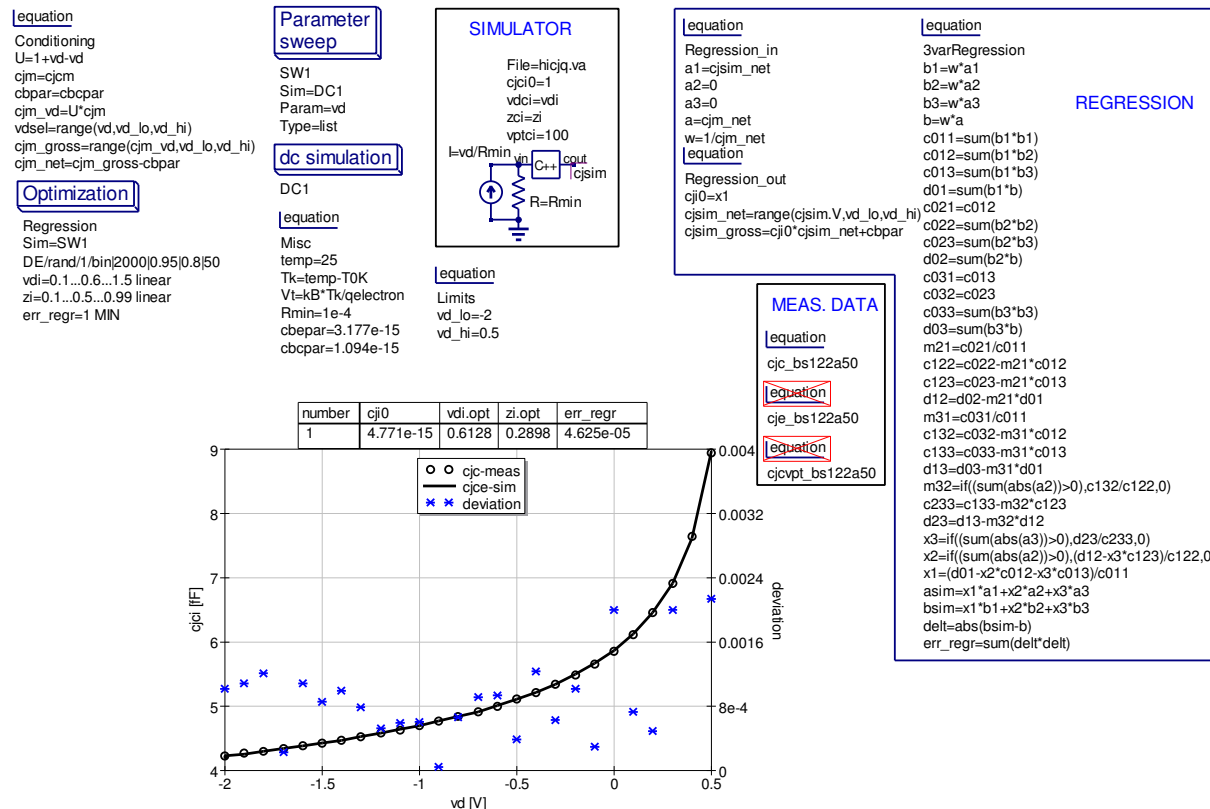 equation
Conditioning
U=1+vd-vd
cjm=cjcm
cbpar=cbcpar
cjm_vd=U*cjm
vdsel=range(vd,vd_lo,vd_hi)
cjm_gross=range(cjm_vd,vd_lo,vd_hi)
cjm_net=cjm_gross-cbpar
Optimization
Regression
Sim=SW1
DE/rand/1/bin|2000|0.95|0.8|50
vdi=0.1...0.6...1.5 linear
zi=0.1...0.5...0.99 linear
err_regr=1 MIN
Parameter
sweep
SW1
Sim=DC1
Param=vd
Type=list
dc simulation
DC1
equation
Misc
temp=25
Tk=temp-T0K
Vt=kB*Tk/qelectron
Rmin=1e-4
cbepar=3.177e-15
cbcpar=1.094e-15
SIMULATOR
File=hicjq.va
cjci0=1
vdci=vdi
zci=zi
vptci=100
I=vd/Rmin
vin
C++
cout
cjsim
R=Rmin
equation
Limits
vd_lo=-2
vd_hi=0.5
equation
Regression_in
a1=cjsim_net
a2=0
a3=0
a=cjm_net
w=1/cjm_net
equation
Regression_out
cji0=x1
cjsim_net=range(cjsim.V,vd_lo,vd_hi)
cjsim_gross=cji0*cjsim_net+cbpar
equation
3varRegression
b1=w*a1
b2=w*a2
b3=w*a3
b=w*a
c011=sum(b1*b1)
c012=sum(b1*b2)
c013=sum(b1*b3)
d01=sum(b1*b)
c021=c012
c022=sum(b2*b2)
c023=sum(b2*b3)
d02=sum(b2*b)
c031=c013
c032=c023
c033=sum(b3*b3)
d03=sum(b3*b)
m21=c021/c011
c122=c022-m21*c012
c123=c023-m21*c013
d12=d02-m21*d01
m31=c031/c011
c132=c032-m31*c012
c133=c033-m31*c013
d13=d03-m31*d01
m32=if((sum(abs(a2))>0),c132/c122,0)
c233=c133-m32*c123
d23=d13-m32*d12
x3=if((sum(abs(a3))>0),d23/c233,0)
x2=if((sum(abs(a2))>0),(d12-x3*c123)/c122,0
x1=(d01-x2*c012-x3*c013)/c011
asim=x1*a1+x2*a2+x3*a3
bsim=x1*b1+x2*b2+x3*b3
delt=abs(bsim-b)
err_regr=sum(delt*delt)
REGRESSION
MEAS. DATA
equation
cjc_bs122a50
equation
cje_bs122a50
equation
cjcvpt_bs122a50
number cji0 vdi.opt zi.opt err_regr
1 4.771e-15 0.6128 0.2898 4.625e-05
cjc-meas
cjce-sim
deviation
9
8
7
6
5
4
cjci [fF]
-2 -1.5 -1 -0.5 0 0.5
vd [V]
0.004
0.0032
0.0024
0.0016
8e-4
0
deviation